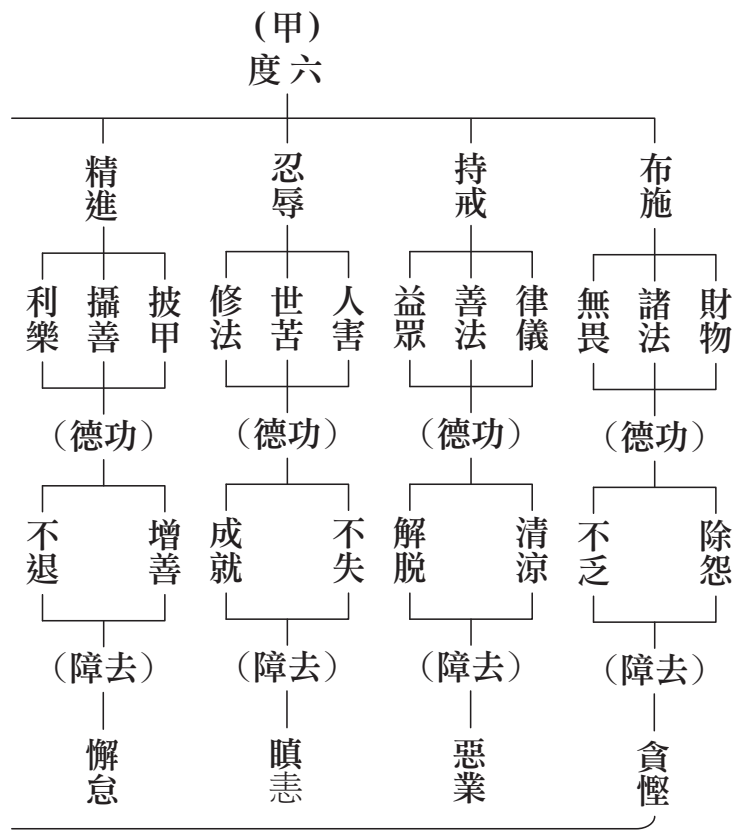 (甲)
六度
布施
財物
諸法
無畏
(功德)
除怨
不乏
(去障)
貪慳
持戒
律儀
善法
益眾
(功德)
清涼
解脱
(去障)
惡業
忍辱
人害
世苦
修法
(功德)
不失
成就
(去障)
瞋恚
精進
披甲
攝善
利樂
(功德)
增善
不退
(去障)
懈怠